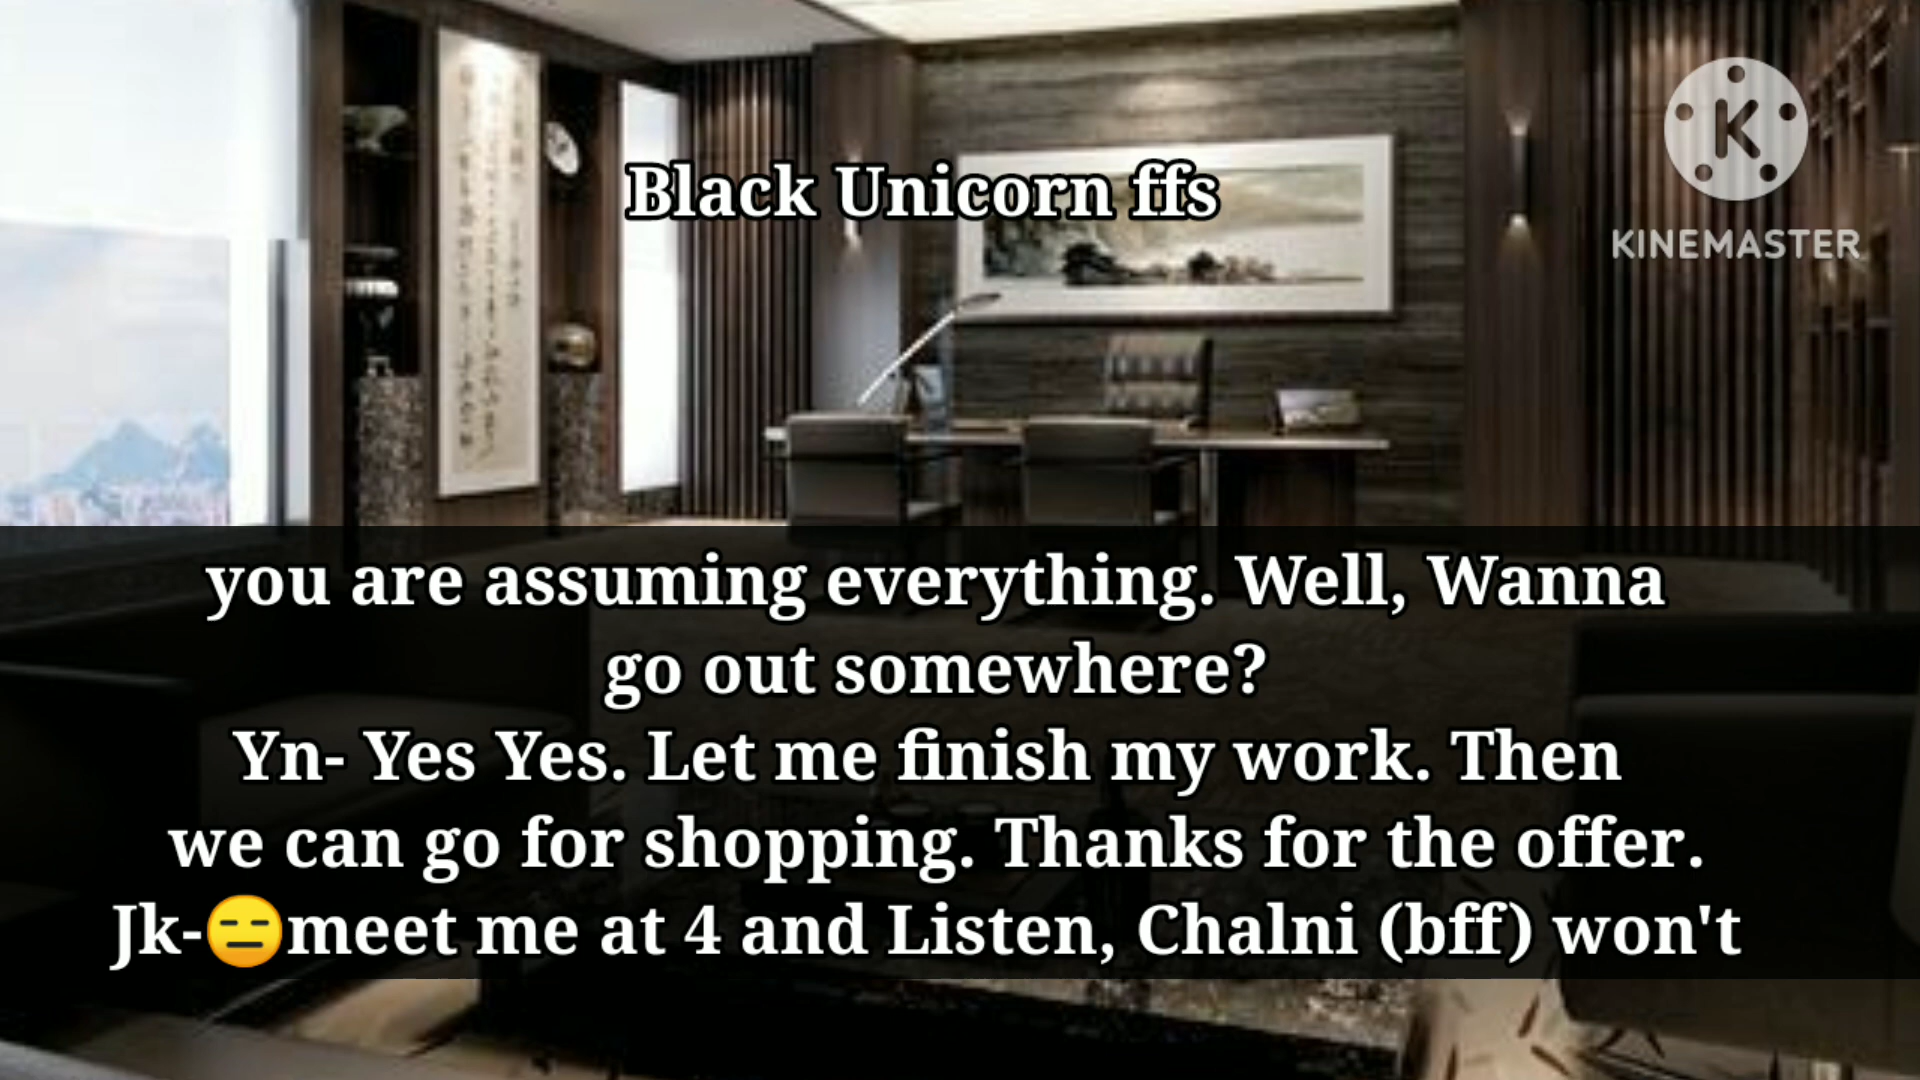 Black Unicorn ffs
KINEMASTER
you are assuming everything. Well, Wanna
go out somewhere?
Yn- Yes Yes. Let me finish my work. Then
we can go for shopping. Thanks for the offer.
Jk-😑meet me at 4 and Listen, Chalni (bff) won't